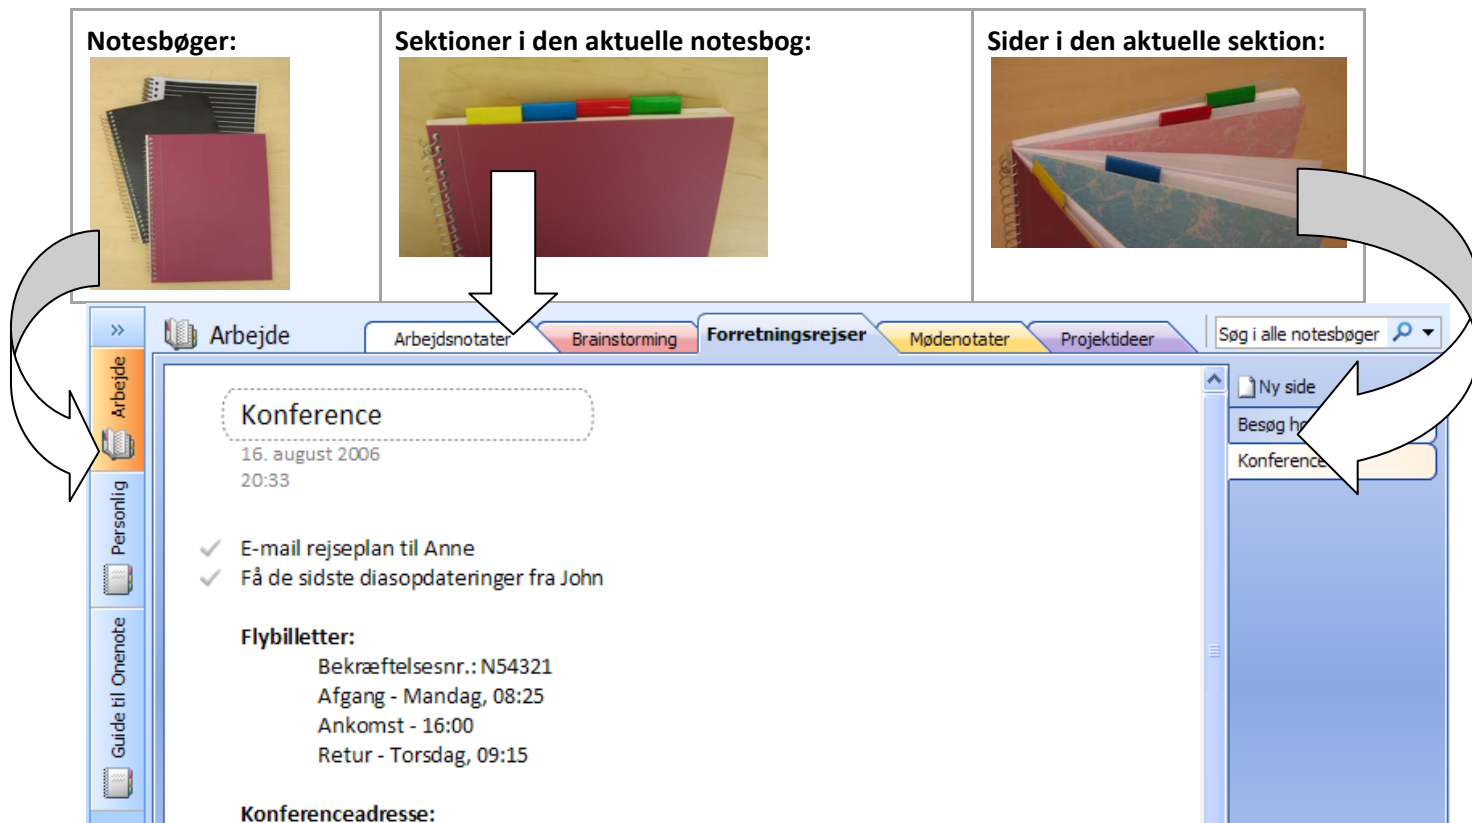 Notesbøger:
Sektioner i den aktuelle notesbog:
Sider i den aktuelle sektion:
Arbejde
Arbejdsnotater
Brainstorming
Forretningsrejser
Mødenotater
Projektideer
Søg i alle notesbøger
Arbejde
Personlig
Guide til Onenote
Konference
16. august 2006
20:33
E-mail rejseplan til Anne
Få de sidste diasopdateringer fra John
Flybilletter:
Bekræftelsesnr.: N54321
Afgang - Mandag, 08:25
Ankomst - 16:00
Retur - Torsdag, 09:15
Konferenceadresse:
Ny side
Besøg
Konference